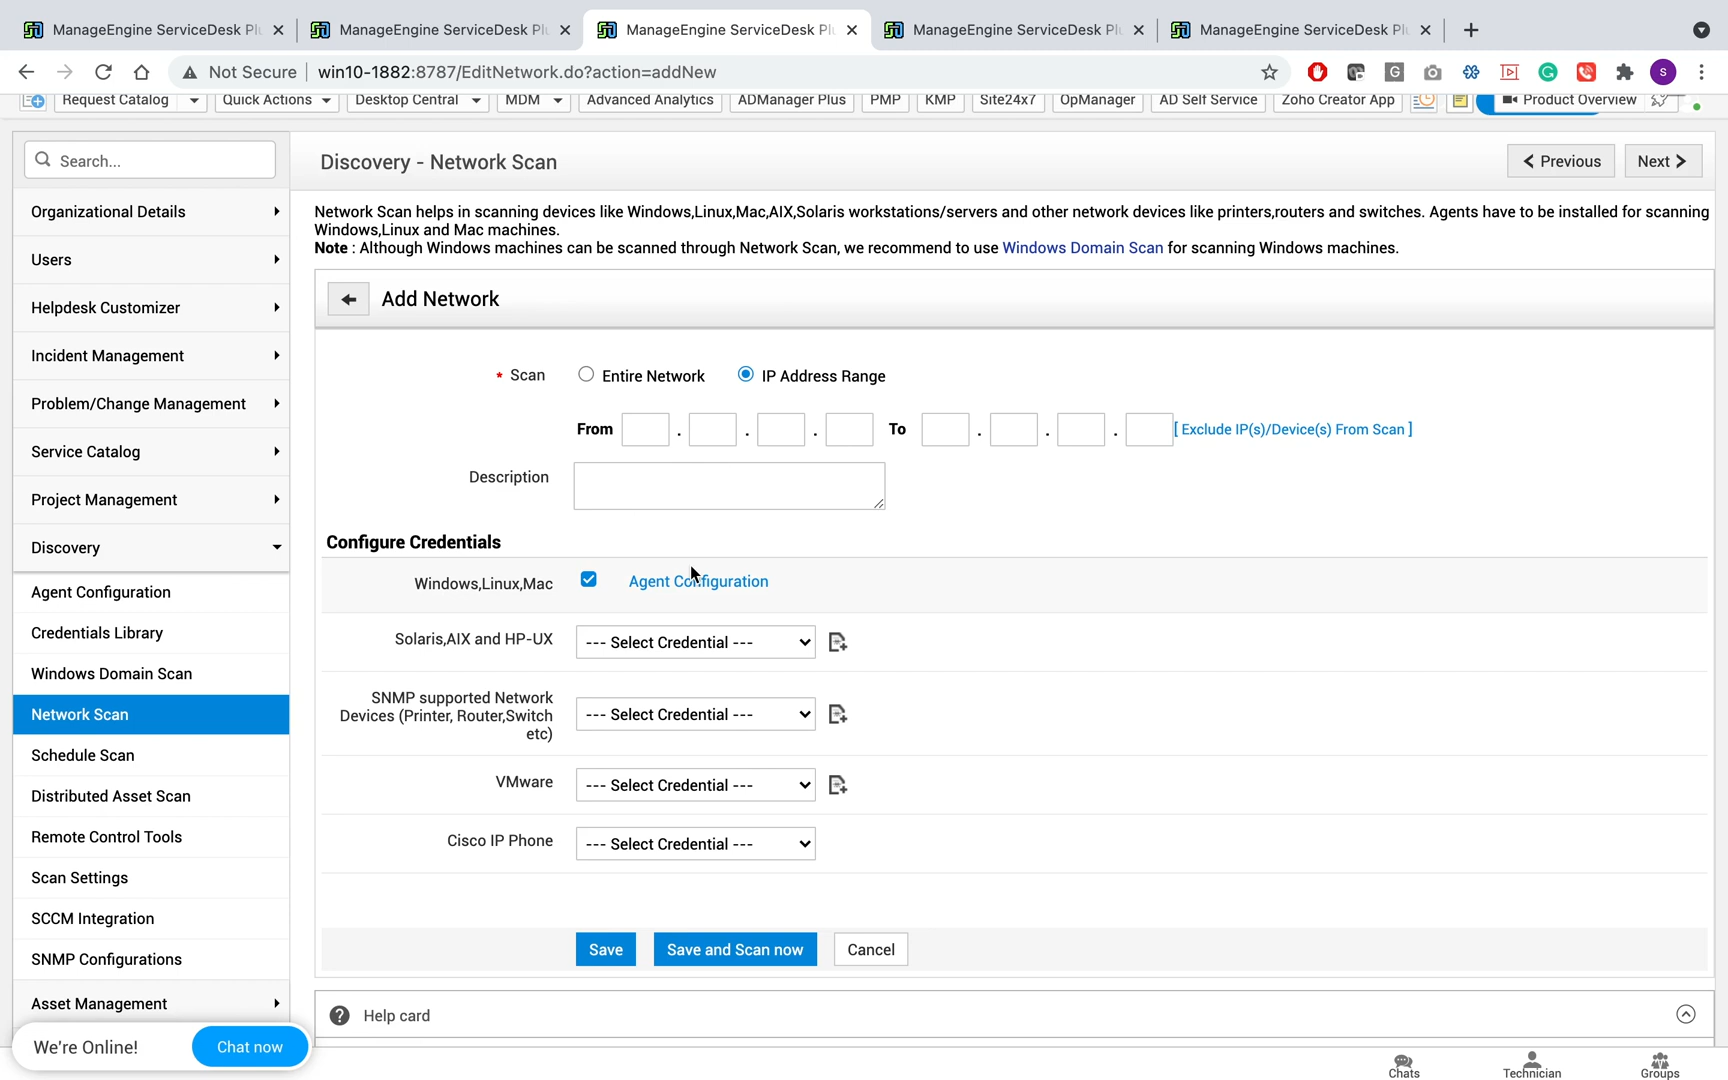 ManageEngine ServiceDesk Plu
ManageEngine ServiceDesk Plu
ManageEngine ServiceDesk Plu
ManageEngine ServiceDesk Plu
ManageEngine ServiceDesk Plu
Not Secure
win10-1882:8787/EditNetwork.do?action=addNew
G
S
Request Catalog
Quick Actions
Desktop Central
MDM
Advanced Analytics
ADManager Plus
PMP
KMP
Site24x7
OpManager
AD Self Service
Zoho Creator App
Product Overview
Search...
Organizational Details
Users
Helpdesk Customizer
Incident Management
Problem/Change Management
Service Catalog
Project Management
Discovery
Agent Configuration
Credentials Library
Windows Domain Scan
Network Scan
Schedule Scan
Distributed Asset Scan
Remote Control Tools
Scan Settings
SCCM Integration
SNMP Configurations
Asset Management
We're Online!
Chat now
Discovery - Network Scan
Previous
Next
Network Scan helps in scanning devices like Windows,Linux,Mac,AIX,Solaris workstations/servers and other network devices like printers,routers and switches. Agents have to be installed for scanning
Windows,Linux and Mac machines.
Note : Although Windows machines can be scanned through Network Scan, we recommend to use Windows Domain Scan for scanning Windows machines.
Add Network
* Scan
Entire Network
IP Address Range
From . . . To . . . [ Exclude IP(s)/Device(s) From Scan ]
Description
Configure Credentials
Windows,Linux,Mac
Agent Configuration
Solaris,AIX and HP-UX
--- Select Credential ---
SNMP supported Network
Devices (Printer, Router,Switch
etc)
--- Select Credential ---
VMware
--- Select Credential ---
Cisco IP Phone
--- Select Credential ---
Save
Save and Scan now
Cancel
Help card
Chats
Technician
Groups